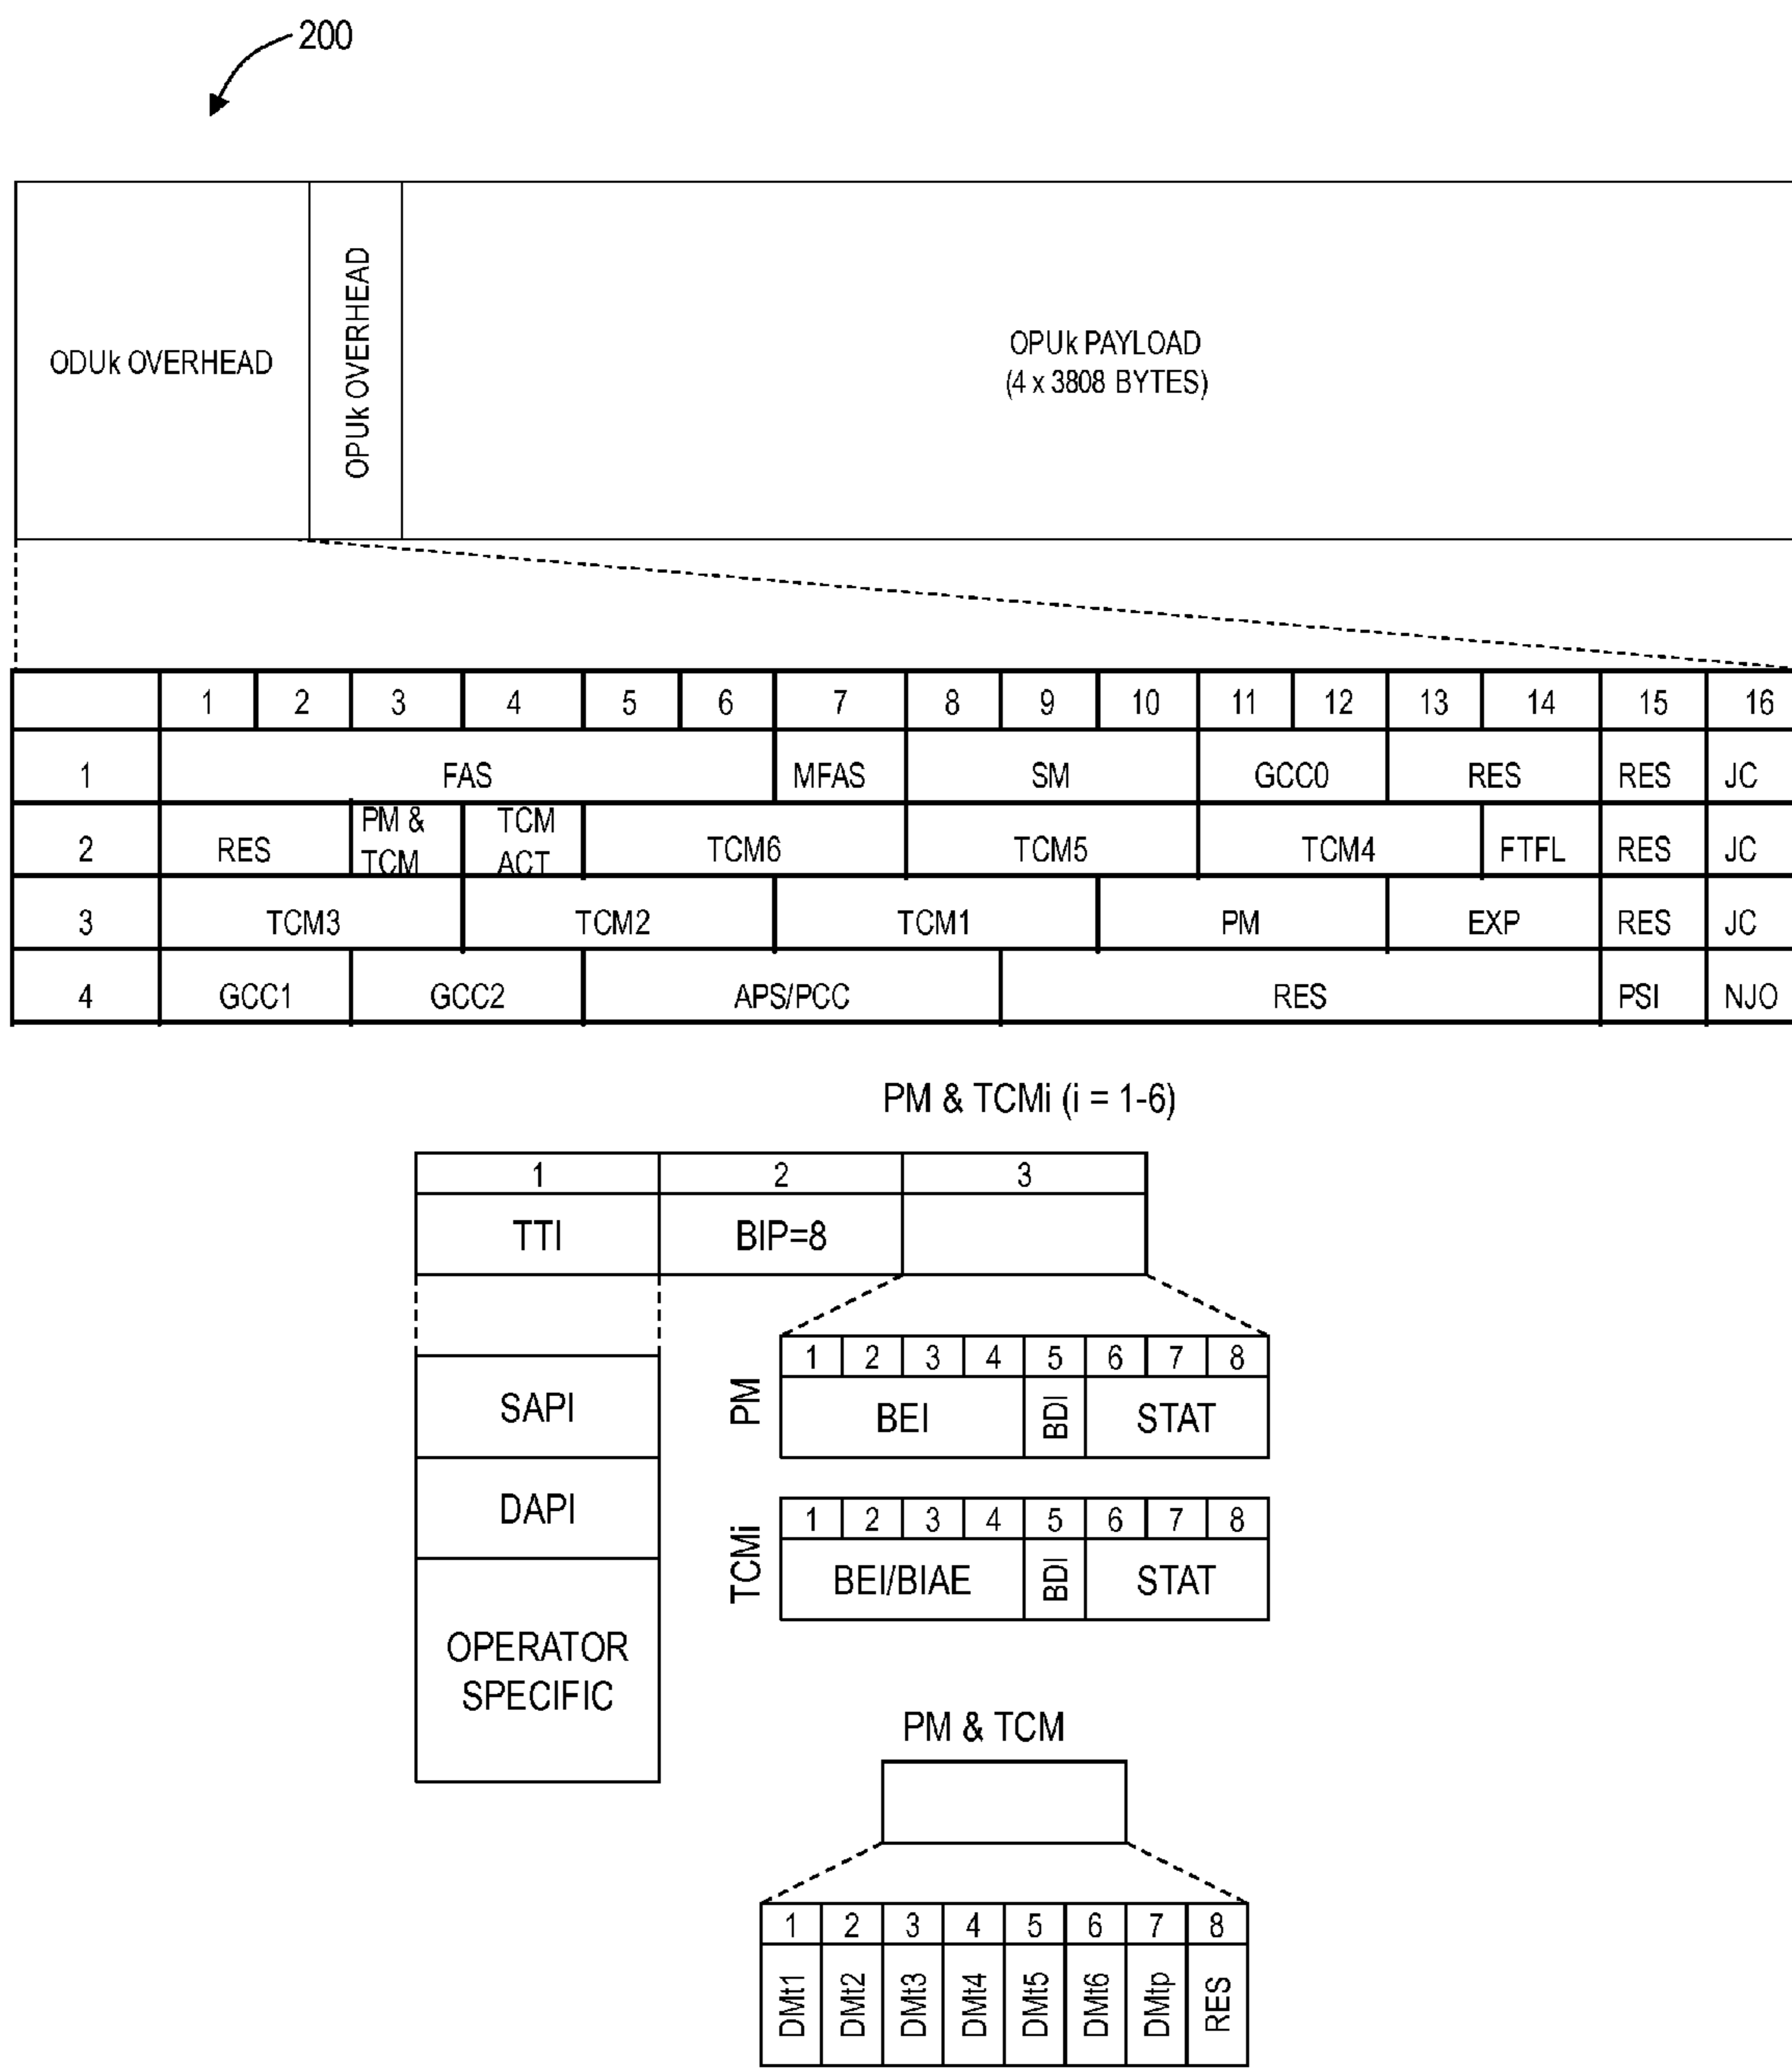 200
ODUk OVERHEAD
OPUk OVERHEAD
OPUk PAYLOAD
(4 x 3808 BYTES)
1 2 3 4 5 6 7 8 9 10 11 12 13 14 15 16
1 FAS MFAS SM GCC0 RES RES JC
2 RES PM & TCM TCM ACT TCM6 TCM5 TCM4 FTFL RES JC
3 TCM3 TCM2 TCM1 PM EXP RES JC
4 GCC1 GCC2 APS/PCC RES PSI NJO
PM & TCMi (i = 1-6)
1 2 3
TTI BIP=8
SAPI
DAPI
OPERATOR
SPECIFIC
PM
1 2 3 4 5 6 7 8
BEI BDI STAT
TCMi
1 2 3 4 5 6 7 8
BEI/BIAE BDI STAT
PM & TCM
1 2 3 4 5 6 7 8
DMt1 DMt2 DMt3 DMt4 DMt5 DMt6 DMtp RES